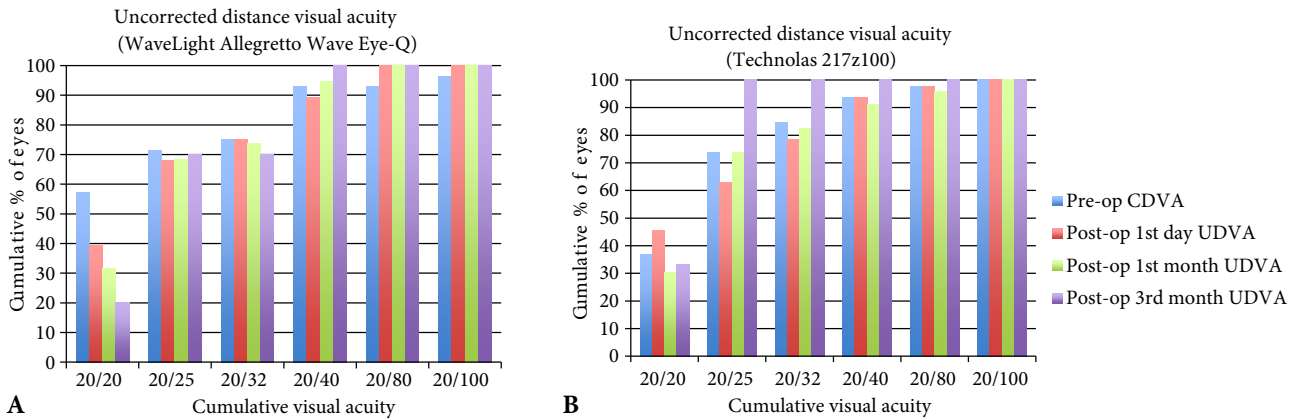 Uncorrected distance visual acuity
(WaveLight Allegretto Wave Eye-Q)
Cumulative % of eyes
100
90
80
70
60
50
40
30
20
10
0
20/20 20/25 20/32 20/40 20/80 20/100
Cumulative visual acuity
A
Uncorrected distance visual acuity
(Technolas 217z100)
Cumulative % of eyes
100
90
80
70
60
50
40
30
20
10
0
20/20 20/25 20/32 20/40 20/80 20/100
Cumulative visual acuity
B
Pre-op CDVA
Post-op 1st day UDVA
Post-op 1st month UDVA
Post-op 3rd month UDVA